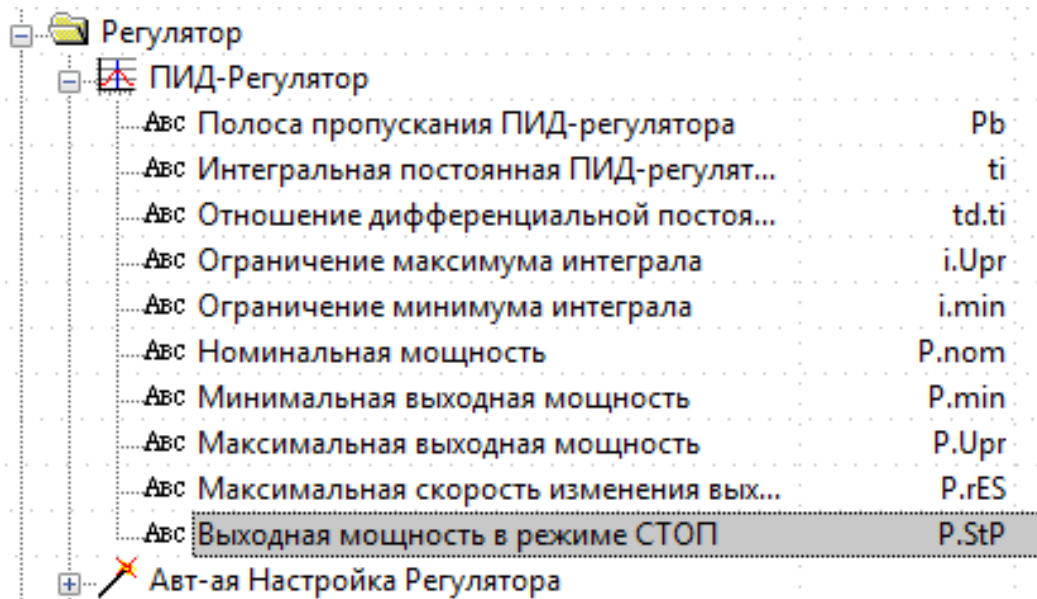 Регулятор
ПИД-Регулятор
Авс Полоса пропускания ПИД-регулятора Pb
Авс Интегральная постоянная ПИД-регулят... ti
Авс Отношение дифференциальной постоя... td.ti
Авс Ограничение максимума интеграла i.Upr
Авс Ограничение минимума интеграла i.min
Авс Номинальная мощность P.nom
Авс Минимальная выходная мощность P.min
Авс Максимальная выходная мощность P.Upr
Авс Максимальная скорость изменения вых... P.rES
Авс Выходная мощность в режиме СТОП P.StP
Авт-ая Настройка Регулятора